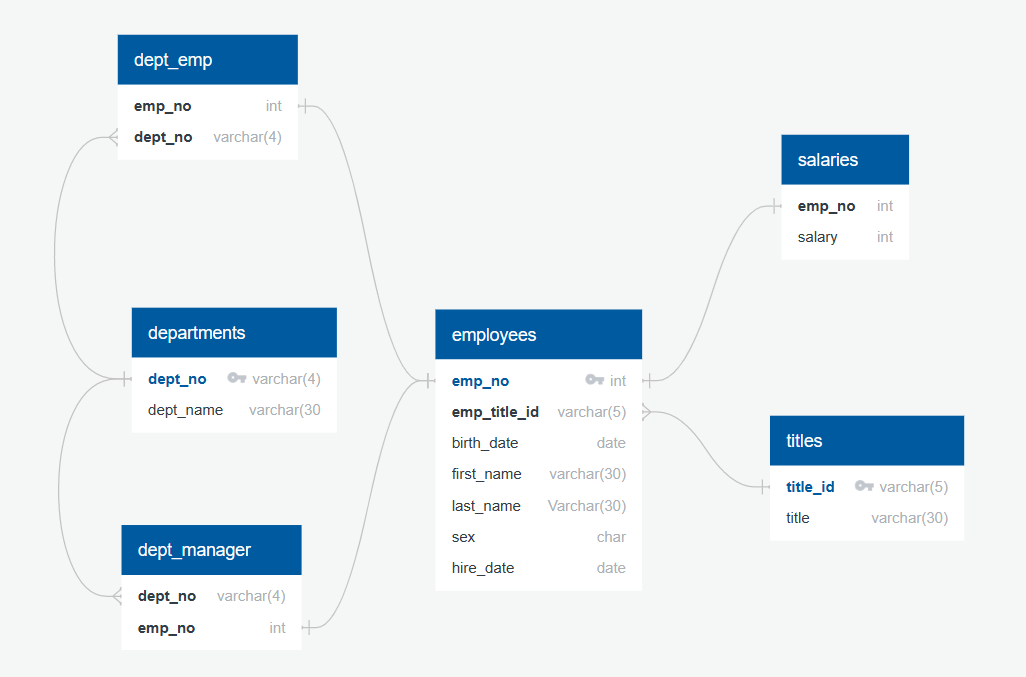 dept_emp
emp_no int
dept_no varchar(4)
departments
dept_no varchar(4)
dept_name varchar(30
dept_manager
dept_no varchar(4)
emp_no int
employees
emp_no int
emp_title_id varchar(5)
birth_date date
first_name varchar(30)
last_name Varchar(30)
sex char
hire_date date
salaries
emp_no int
salary int
titles
title_id varchar(5)
title varchar(30)